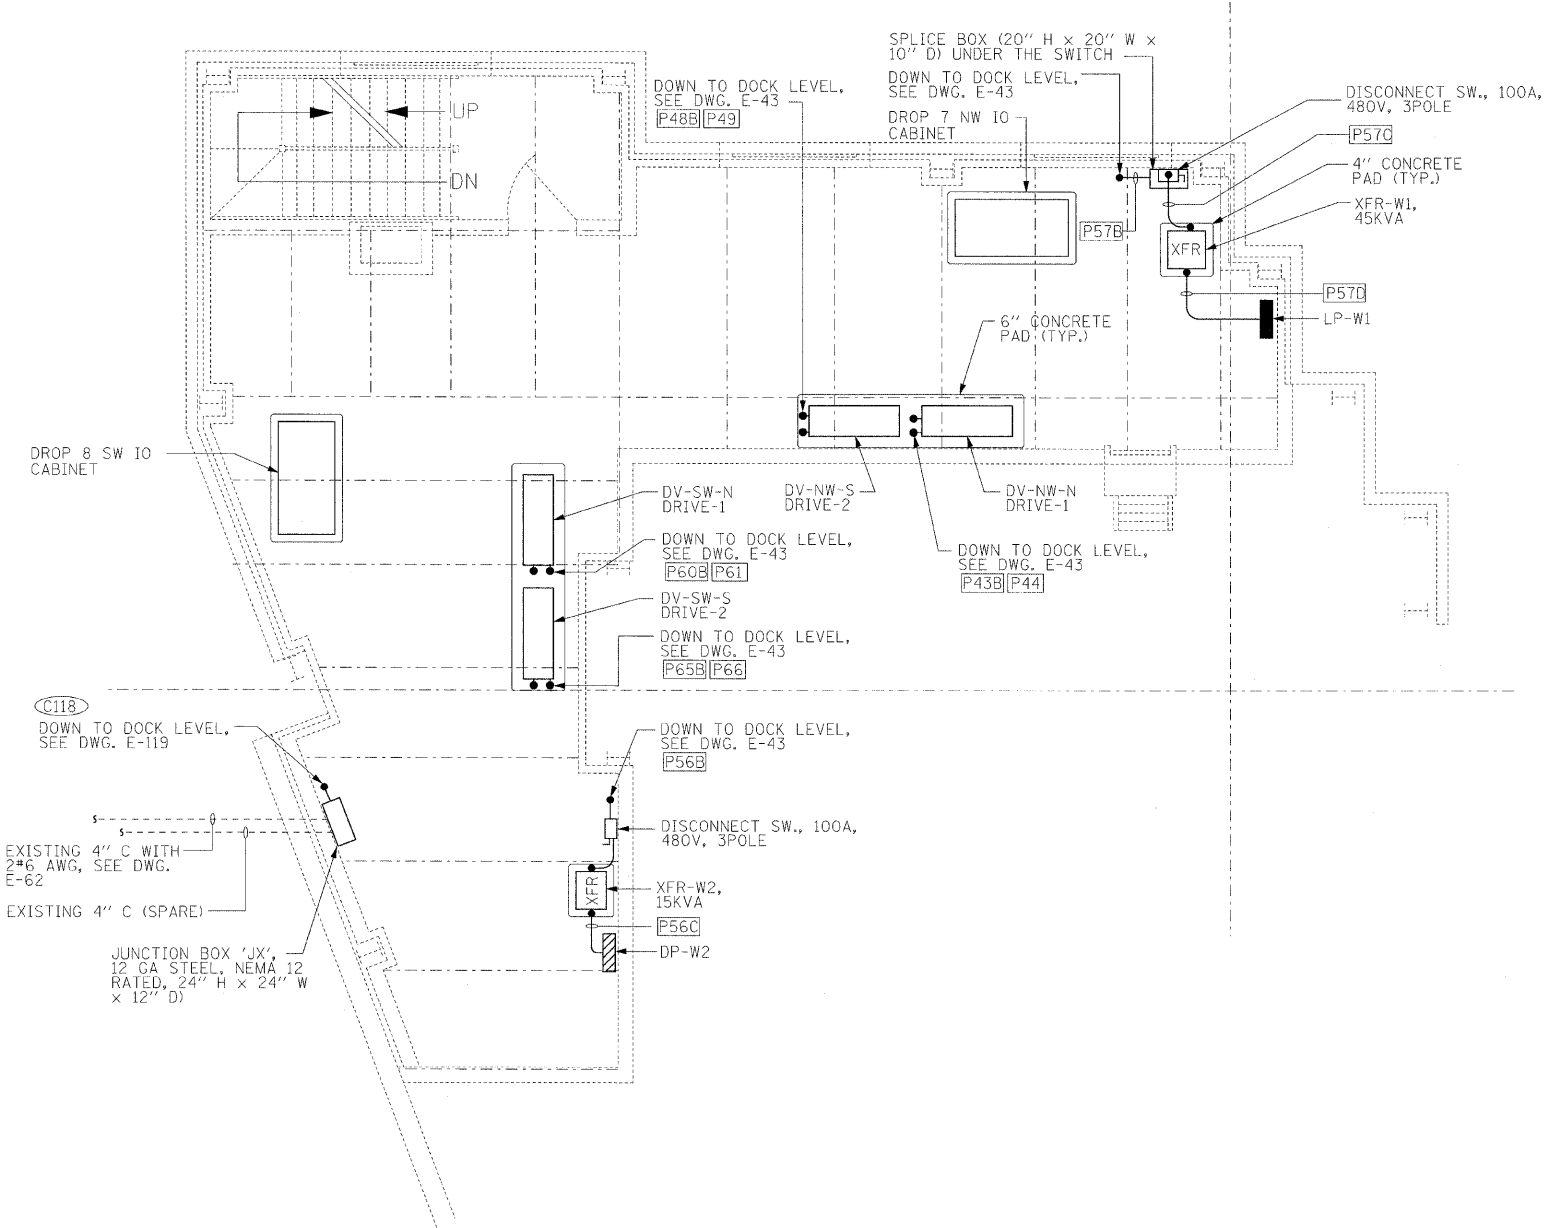 SPLICE BOX (20" H x 20" W x
10" D) UNDER THE SWITCH
DOWN TO DOCK LEVEL,
SEE DWG. E-43
DROP 7 NW IO
CABINET
DOWN TO DOCK LEVEL,
SEE DWG. E-43
P48B P49
DISCONNECT SW., 100A,
480V, 3POLE
P57C
4" CONCRETE
PAD (TYP.)
XFR-W1,
45KVA
UP
DN
P57B
XFR
P57D
LP-W1
6" CONCRETE
PAD (TYP.)
DROP 8 SW IO
CABINET
DV-SW-N
DRIVE-1
DV-NW-S
DRIVE-2
DV-NW-N
DRIVE-1
DOWN TO DOCK LEVEL,
SEE DWG. E-43
P60B P61
DOWN TO DOCK LEVEL,
SEE DWG. E-43
P43B P44
DV-SW-S
DRIVE-2
DOWN TO DOCK LEVEL,
SEE DWG. E-43
P65B P66
C118
DOWN TO DOCK LEVEL,
SEE DWG. E-119
DOWN TO DOCK LEVEL,
SEE DWG. E-43
P56B
DISCONNECT SW., 100A,
480V, 3POLE
EXISTING 4" C WITH
2#6 AWG, SEE DWG.
E-62
EXISTING 4" C (SPARE)
XFR
XFR-W2,
15KVA
P56C
DP-W2
JUNCTION BOX 'JX',
12 GA STEEL, NEMA 12
RATED, 24" H x 24" W
x 12" D)